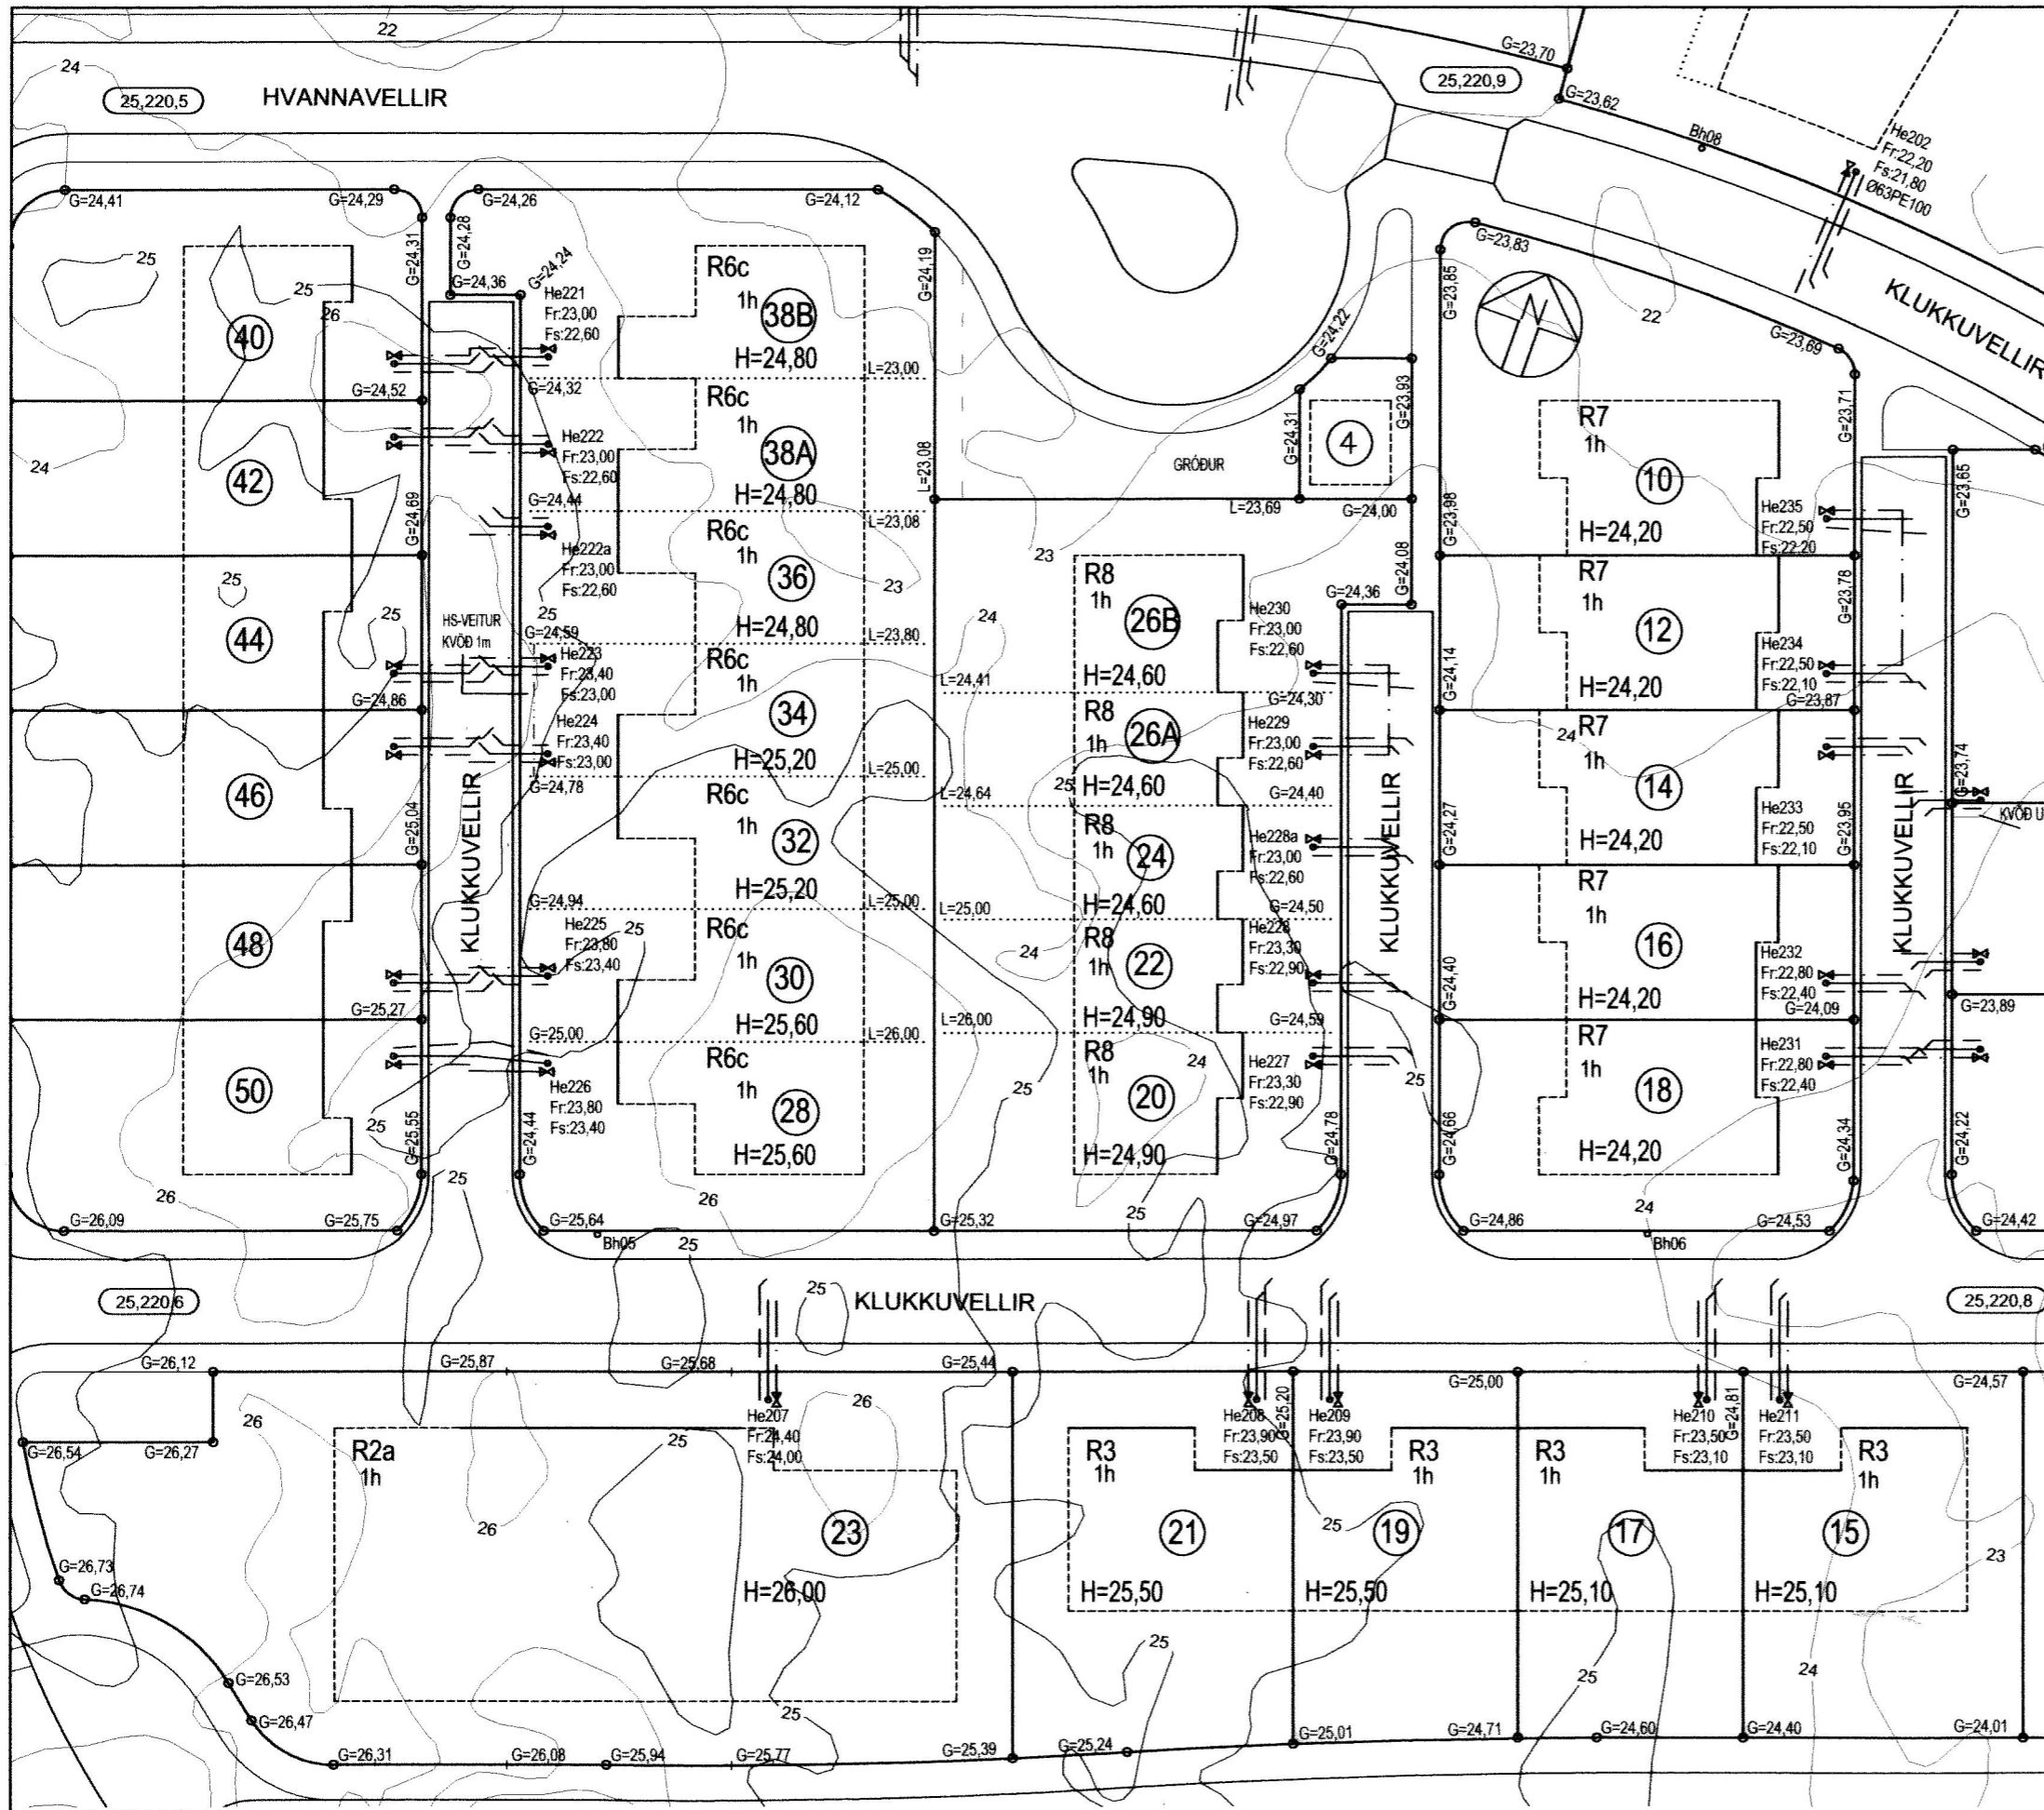 22
G=23,70
24
25,220,5
HVANNAVELLIR
25,220,9
G=23,62
Bh08
He202
Fr:22,20
Fs:21,80
Ø63PE100
G=24,41
G=24,29
G=24,26
G=24,12
G=24,31
G=24,28
G=24,19
G=23,83
G=23,85
25
25
26
G=24,36
G=24,24
22
KLUKKUVELLIR
N
G=24,22
G=23,69
40
He221
Fr:23,00
Fs:22,60
R6c
1h
38B
H=24,80
L=23,00
G=24,52
G=24,32
G=23,93
G=23,71
24
42
He222
Fr:23,00
Fs:22,60
R6c
1h
38A
H=24,80
L=23,08
G=24,31
4
GRÓÐUR
R7
1h
10
H=24,20
G=23,65
G=24,69
G=24,44
L=23,08
L=23,69
G=24,00
G=23,98
He235
Fr:22,50
Fs:22,20
He222a
Fr:23,00
Fs:22,60
R6c
1h
36
H=24,80
23
23
G=24,08
25
25
25
HS-VEITUR
KVÖÐ 1m
44
G=24,59
L=23,80
24
R8
1h
26B
H=24,60
G=24,36
He230
Fr:23,00
Fs:22,60
R7
1h
12
H=24,20
G=23,78
He234
Fr:22,50
Fs:22,10
G=23,87
He223
Fr:23,40
Fs:23,00
R6c
1h
34
H=25,20
L=24,41
G=24,30
G=24,14
G=24,86
He224
Fr:23,40
Fs:23,00
R8
1h
26A
H=24,60
He229
Fr:23,00
Fs:22,60
24
R7
1h
14
H=24,20
G=23,74
46
G=24,78
L=25,00
L=24,64
25
G=24,40
KVÖÐ U
G=25,04
KLUKKUVELLIR
R6c
1h
32
H=25,20
R8
1h
24
H=24,60
He228a
Fr:23,00
Fs:22,60
KLUKKUVELLIR
G=24,27
He233
Fr:22,50
Fs:22,10
G=23,95
KLUKKUVELLIR
48
G=24,94
L=25,00
L=25,00
G=24,50
R7
1h
16
H=24,20
He225
Fr:23,80
Fs:23,40
25
R6c
1h
30
H=25,60
24
R8
1h
22
H=24,90
He228
Fr:23,30
Fs:22,90
G=24,40
He232
Fr:22,80
Fs:22,40
G=24,09
G=23,89
G=25,27
G=25,00
L=26,00
L=26,00
G=24,59
50
He226
Fr:23,80
Fs:23,40
R6c
1h
28
H=25,60
25
R8
1h
24
20
H=24,90
He227
Fr:23,30
Fs:22,90
25
R7
1h
18
H=24,20
He231
Fr:22,80
Fs:22,40
25
G=25,55
25
G=24,44
G=24,78
G=24,66
G=24,34
G=24,22
26
26
25
24
G=26,09
G=25,75
G=25,64
Bh05
25
G=25,32
G=24,97
G=24,86
Bh06
G=24,53
G=24,42
25,220,6
25
KLUKKUVELLIR
25,220,8
G=26,12
G=25,87
G=25,68
G=25,44
G=25,20
G=25,00
G=24,81
G=24,57
G=26,54
G=26,27
26
R2a
1h
25
He207
Fr:24,40
Fs:24,00
26
R3
1h
He208
Fr:23,90
Fs:23,50
He209
Fr:23,90
Fs:23,50
R3
1h
R3
1h
He210
Fr:23,50
Fs:23,10
He211
Fr:23,50
Fs:23,10
R3
1h
26
23
21
25
19
17
15
23
G=26,73
G=26,74
H=26,00
H=25,50
H=25,50
H=25,10
H=25,10
25
25
24
G=26,53
G=26,47
25
G=26,31
G=26,08
G=25,94
G=25,77
G=25,39
G=25,24
G=25,01
G=24,71
G=24,60
G=24,40
G=24,01